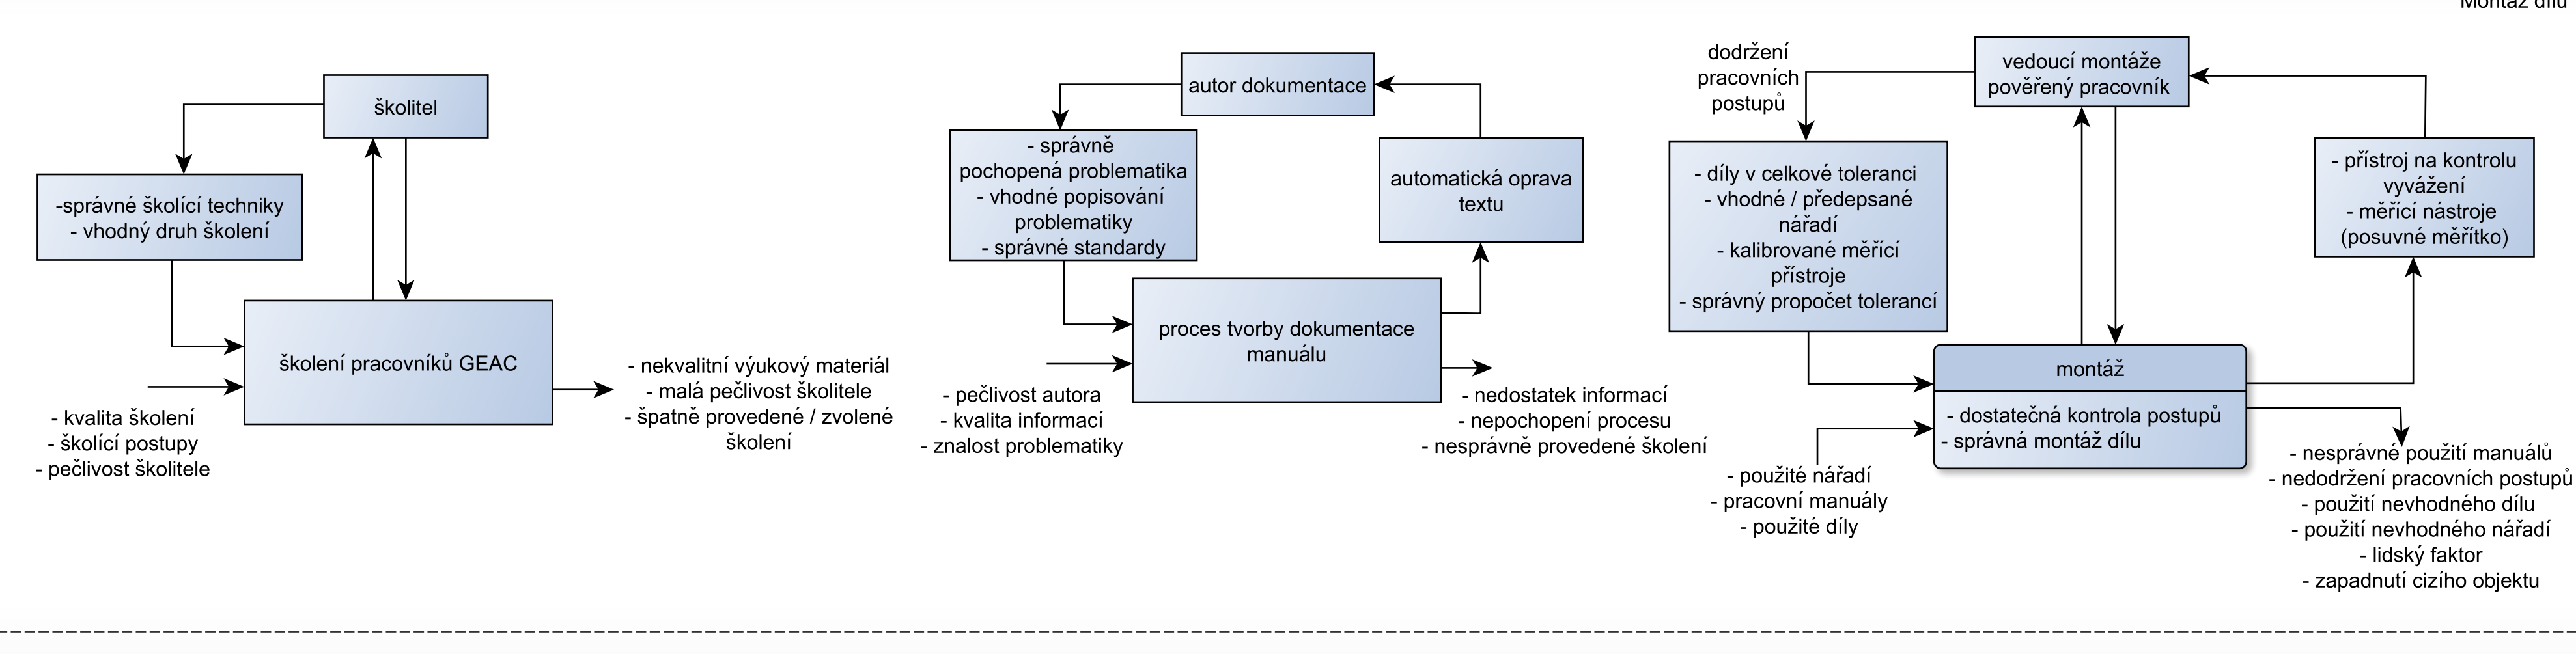 Montáž dílu
školitel
-správné školící techniky
- vhodný druh školení
školení pracovníků GEAC
- kvalita školení
- školící postupy
- pečlivost školitele
- nekvalitní výukový materiál
- malá pečlivost školitele
- špatně provedené / zvolené
školení
autor dokumentace
- správně
pochopená problematika
- vhodné popisování
problematiky
- správné standardy
automatická oprava
textu
proces tvorby dokumentace
manuálu
- pečlivost autora
- kvalita informací
- znalost problematiky
- nedostatek informací
- nepochopení procesu
- nesprávně provedené školení
dodržení
pracovních
postupů
vedoucí montáže
pověřený pracovník
- díly v celkové toleranci
- vhodné / předepsané
nářadí
- kalibrované měřící
přístroje
- správný propočet tolerancí
- přístroj na kontrolu
vyvážení
- měřící nástroje
(posuvné měřítko)
montáž
- dostatečná kontrola postupů
- správná montáž dílu
- použité nářadí
- pracovní manuály
- použité díly
- nesprávné použití manuálů
- nedodržení pracovních postupů
- použití nevhodného dílu
- použití nevhodného nářadí
- lidský faktor
- zapadnutí cizího objektu